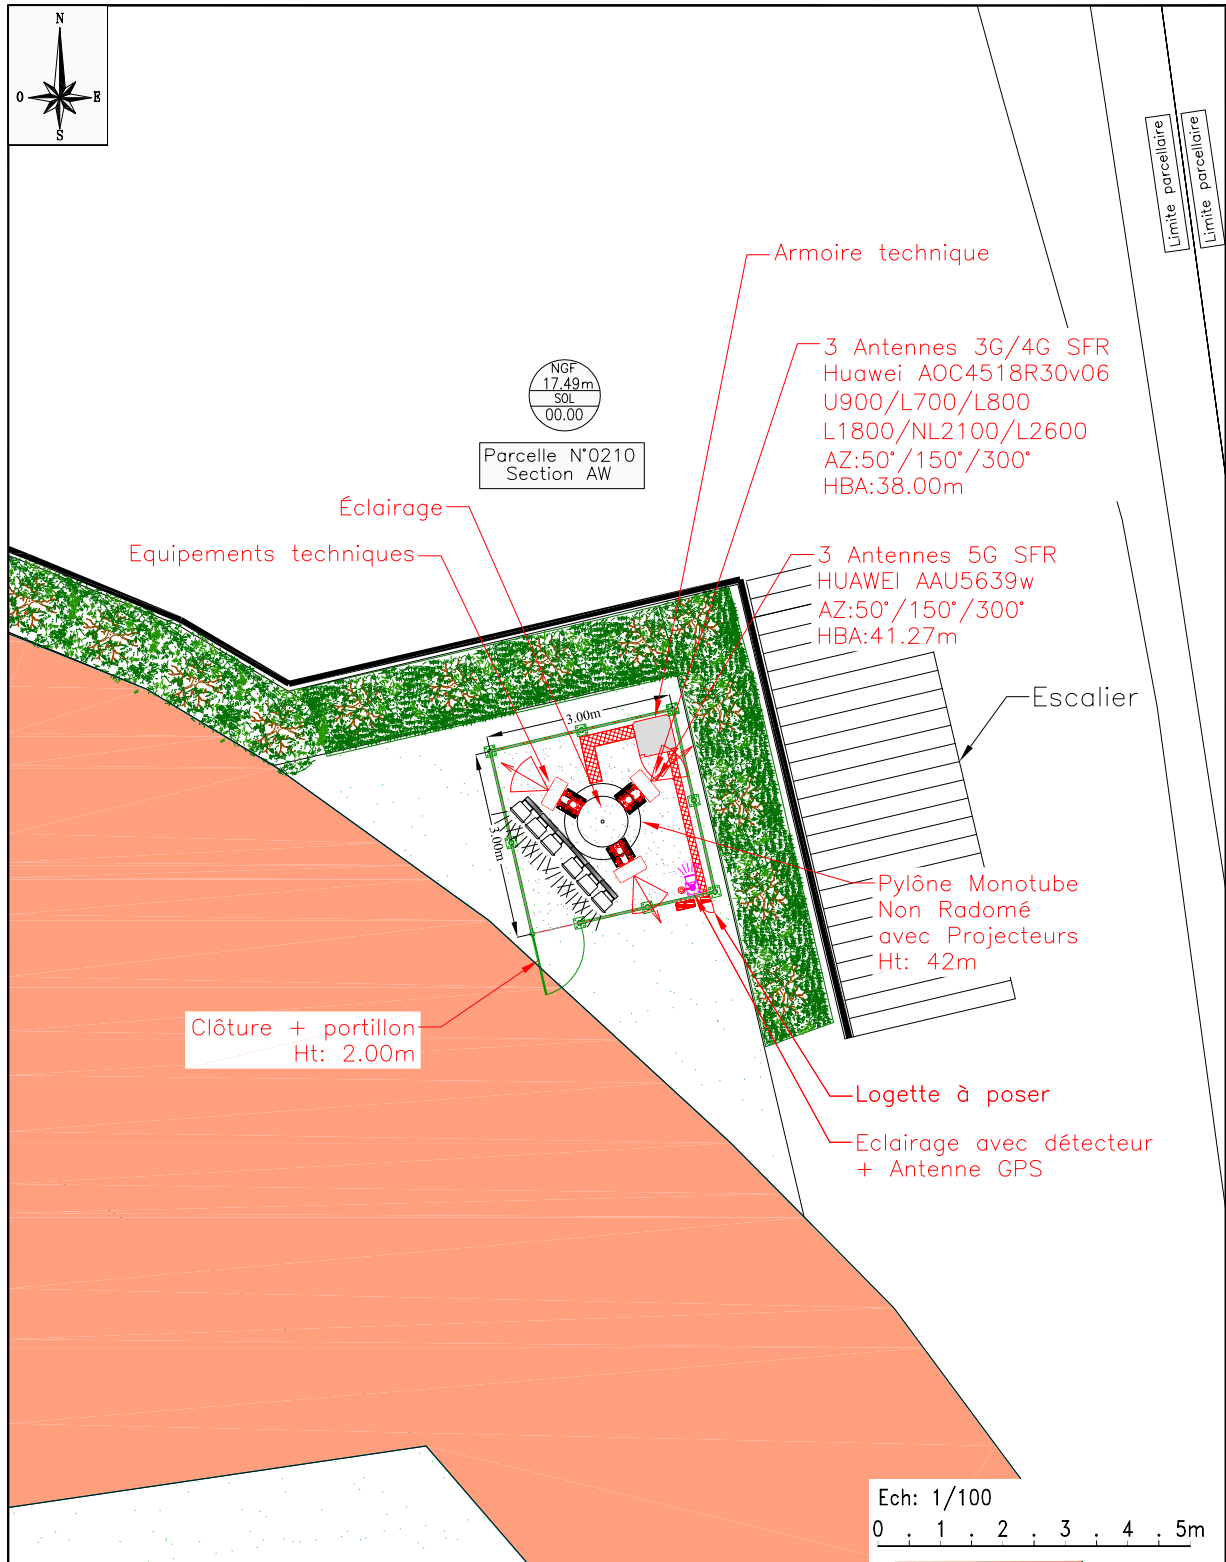 N
O E
S
Limite parcellaire
Limite parcellaire
Armoire technique
3 Antennes 3G/4G SFR
Huawei AOC4518R30v06
U900/L700/L800
L1800/NL2100/L2600
AZ:50°/150°/300°
HBA:38.00m
NGF
17.49m
SOL
00.00
Parcelle N°0210
Section AW
Éclairage
Equipements techniques
3 Antennes 5G SFR
HUAWEI AAU5639w
AZ:50°/150°/300°
HBA:41.27m
Escalier
3.00m
3.00m
Pylône Monotube
Non Radomé
avec Projecteurs
Ht: 42m
Clôture + portillon
Ht: 2.00m
Logette à poser
Eclairage avec détecteur
+ Antenne GPS
Ech: 1/100
0 . 1 . 2 . 3 . 4 . 5m